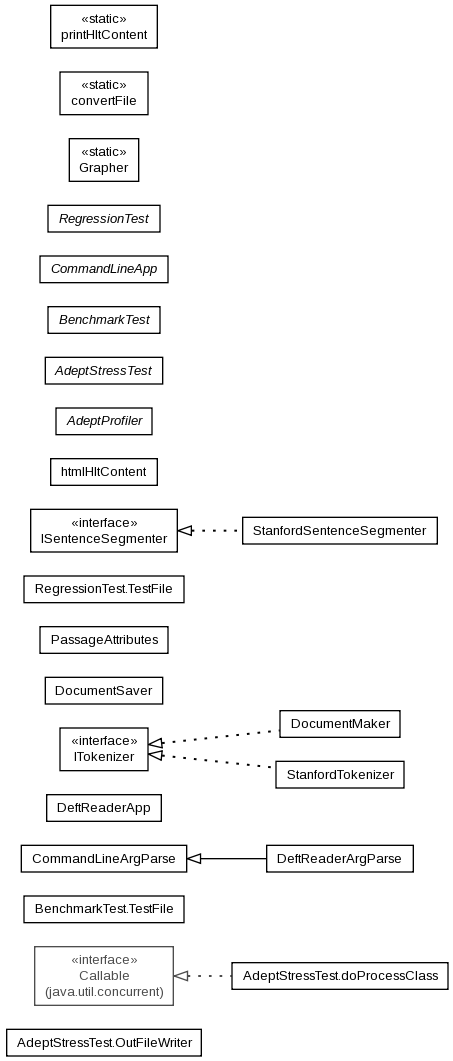 «static»
printHltContent
«static»
convertFile
«static»
Grapher
RegressionTest
CommandLineApp
BenchmarkTest
AdeptStressTest
AdeptProfiler
htmlHltContent
«interface»
ISentenceSegmenter
StanfordSentenceSegmenter
RegressionTest.TestFile
PassageAttributes
DocumentSaver
«interface»
ITokenizer
DocumentMaker
StanfordTokenizer
DeftReaderApp
CommandLineArgParse
DeftReaderArgParse
BenchmarkTest.TestFile
«interface»
Callable
(java.util.concurrent)
AdeptStressTest.doProcessClass
AdeptStressTest.OutFileWriter